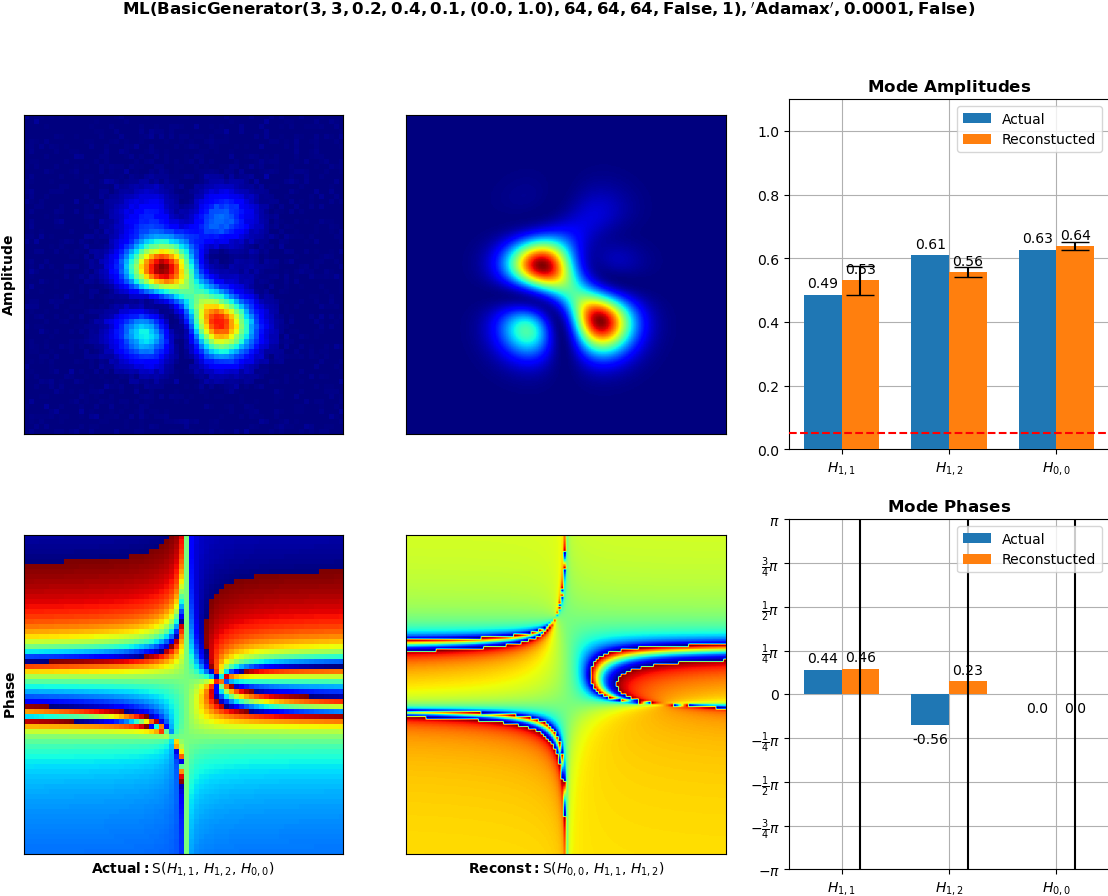 ML(BasicGenerator(3, 3, 0.2, 0.4, 0.1, (0.0, 1.0), 64, 64, 64, False, 1), 'Adamax', 0.0001, False)
Amplitude
Mode Amplitudes
Actual
Reconstucted
1.0
0.8
0.6
0.4
0.2
0.0
0.49
0.53
0.61
0.56
0.63
0.64
H1,1
H1,2
H0,0
Phase
Actual: S(H1,1, H1,2, H0,0)
Reconst: S(H0,0, H1,1, H1,2)
Mode Phases
Actual
Reconstucted
π
3/4π
1/2π
1/4π
0
−1/4π
−1/2π
−3/4π
−π
0.44
0.46
-0.56
0.23
0.0
0.0
H1,1
H1,2
H0,0